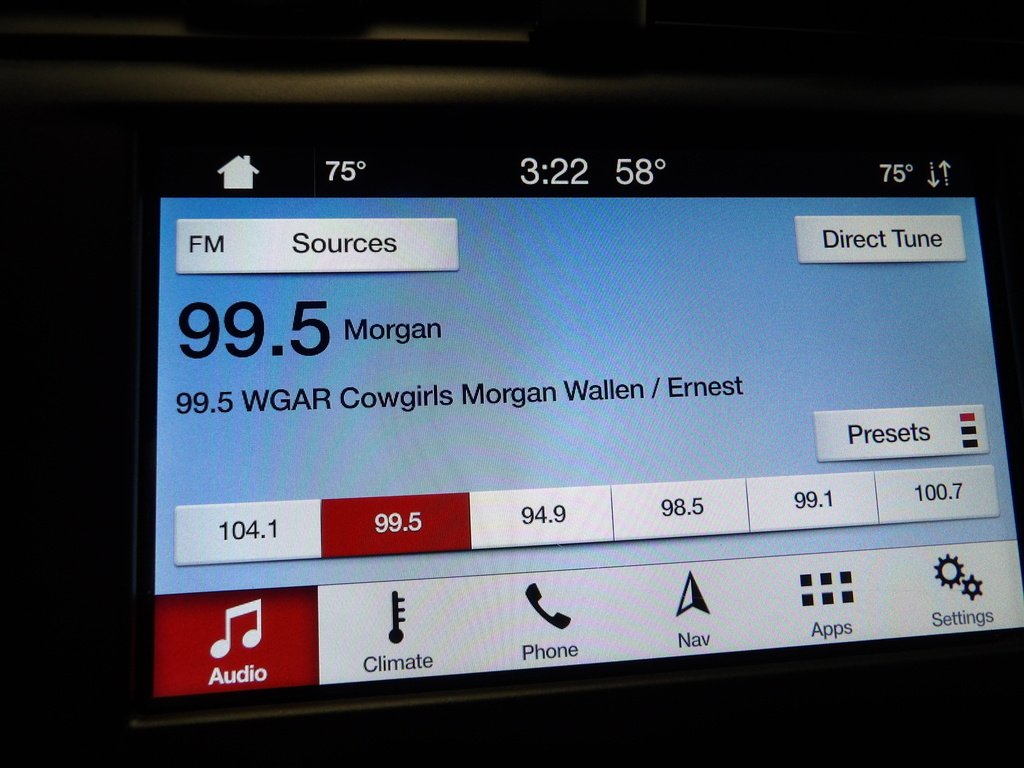 75° 3:22 58° 75°
FM Sources Direct Tune
99.5 Morgan
99.5 WGAR Cowgirls Morgan Wallen / Ernest
Presets
104.1 99.5 94.9 98.5 99.1 100.7
Audio Climate Phone Nav Apps Settings